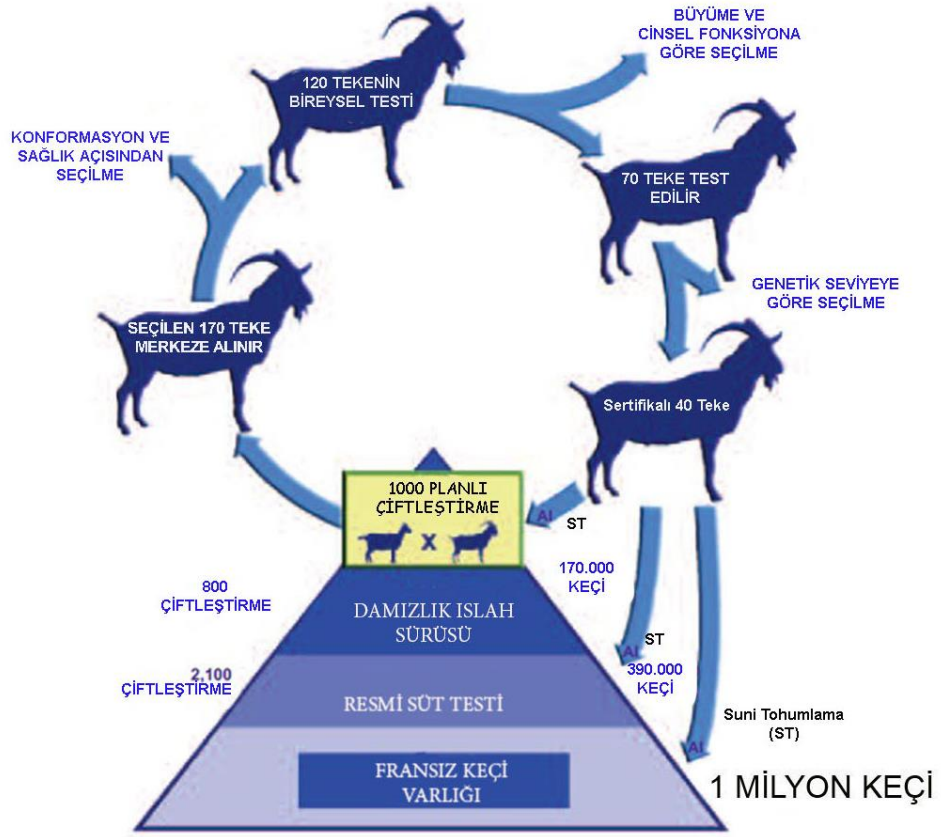 BÜYÜME VE
CİNSEL FONKSİYONA
GÖRE SEÇİLME
120 TEKENİN
BİREYSEL TESTİ
KONFORMASYON VE
SAĞLIK AÇISINDAN
SEÇİLME
70 TEKE TEST
EDİLİR
GENETİK SEVİYEYE
GÖRE SEÇİLME
SEÇİLEN 170 TEKE
MERKEZE ALINIR
Sertifikalı 40 Teke
1000 PLANLI
ÇİFTLEŞTİRME
X
AI
ST
170.000
KEÇİ
800
ÇİFTLEŞTİRME
DAMIZLIK ISLAH
SÜRÜSÜ
ST
AI
390.000
KEÇİ
2,100
ÇİFTLEŞTİRME
RESMİ SÜT TESTİ
Suni Tohumlama
(ST)
AI
FRANSIZ KEÇİ
VARLIĞI
1 MİLYON KEÇİ